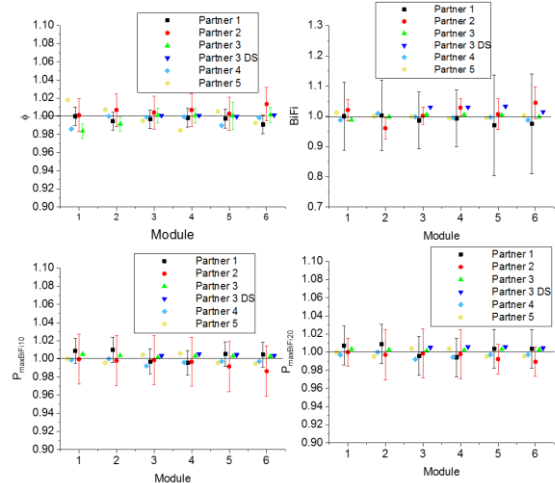 1.10
1.08
1.06
1.04
1.02
1.00
0.98
0.96
0.94
0.92
0.90
ϕ
Partner 1
Partner 2
Partner 3
Partner 3 DS
Partner 4
Partner 5
1 2 3 4 5 6
Module
1.3
1.2
1.1
1.0
0.9
0.8
0.7
BiFi
Partner 1
Partner 2
Partner 3
Partner 3 DS
Partner 4
Partner 5
1 2 3 4 5 6
Module
1.10
1.08
1.06
1.04
1.02
1.00
0.98
0.96
0.94
0.92
0.90
PmaxBiF/10
Partner 1
Partner 2
Partner 3
Partner 3 DS
Partner 4
Partner 5
1 2 3 4 5 6
Module
1.10
1.08
1.06
1.04
1.02
1.00
0.98
0.96
0.94
0.92
0.90
PmaxBiF/20
Partner 1
Partner 2
Partner 3
Partner 3 DS
Partner 4
Partner 5
1 2 3 4 5 6
Module